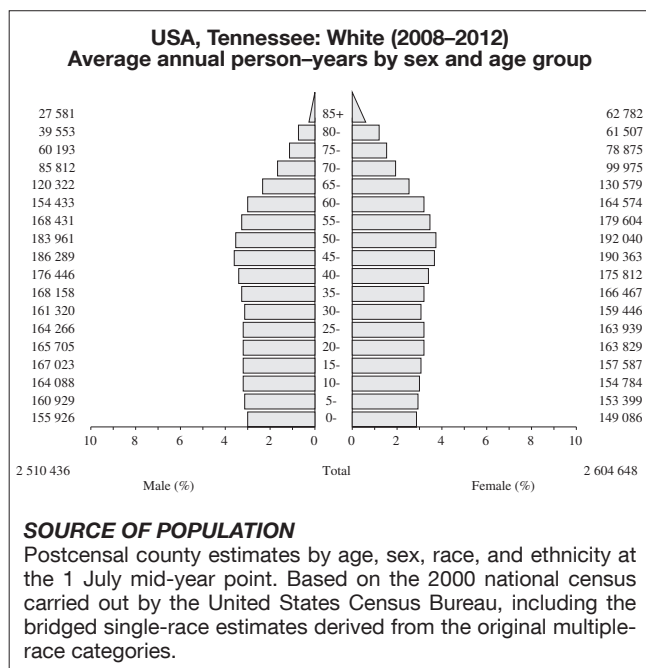 USA, Tennessee: White (2008–2012)
Average annual person–years by sex and age group
27 581 85+ 62 782
39 553 80- 61 507
60 193 75- 78 875
85 812 70- 99 975
120 322 65- 130 579
154 433 60- 164 574
168 431 55- 179 604
183 961 50- 192 040
186 289 45- 190 363
176 446 40- 175 812
168 158 35- 166 467
161 320 30- 159 446
164 266 25- 163 939
165 705 20- 163 829
167 023 15- 157 587
164 088 10- 154 784
160 929 5- 153 399
155 926 0- 149 086
10 8 6 4 2 0 0 2 4 6 8 10
2 510 436 Total 2 604 648
Male (%) Female (%)
SOURCE OF POPULATION
Postcensal county estimates by age, sex, race, and ethnicity at
the 1 July mid-year point. Based on the 2000 national census
carried out by the United States Census Bureau, including the
bridged single-race estimates derived from the original multiple-
race categories.